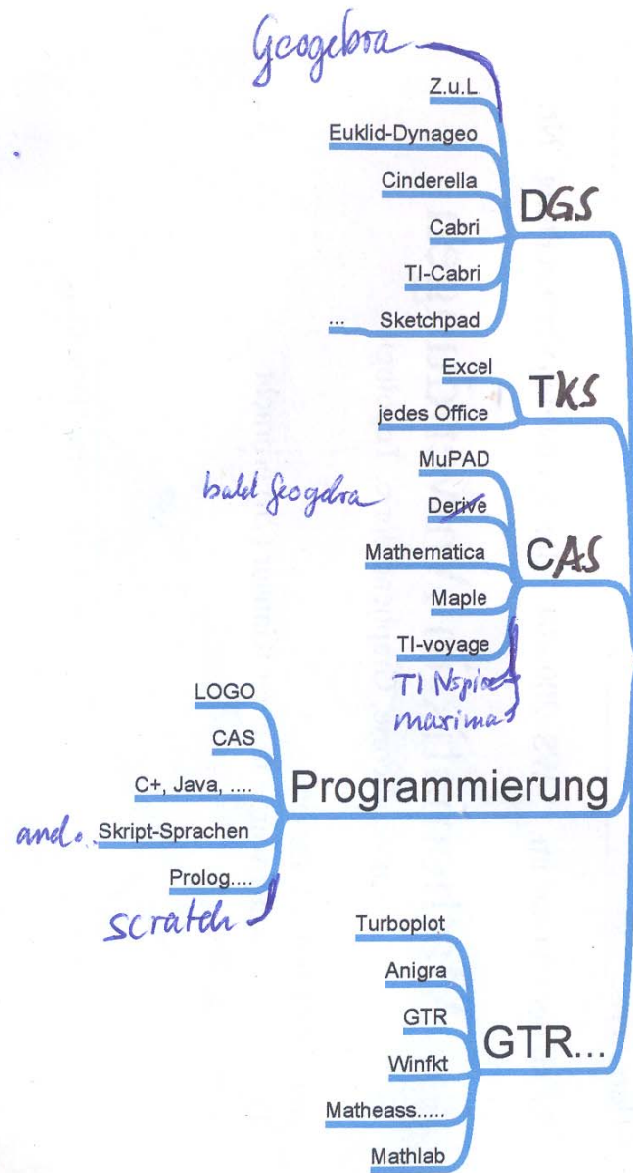 Geogebra
Z.u.L.
Euklid-Dynageo
Cinderella
Cabri
TI-Cabri
... Sketchpad
DGS
Excel
jedes Office
TKS
MuPAD
bald Geogebra
Derive
Mathematica
Maple
TI-voyage
TI Nspire
maxima
CAS
LOGO
CAS
C+, Java, ....
and. Skript-Sprachen
Prolog....
scratch
Programmierung
Turboplot
Anigra
GTR
Winfkt
Matheass.....
Mathlab
GTR...